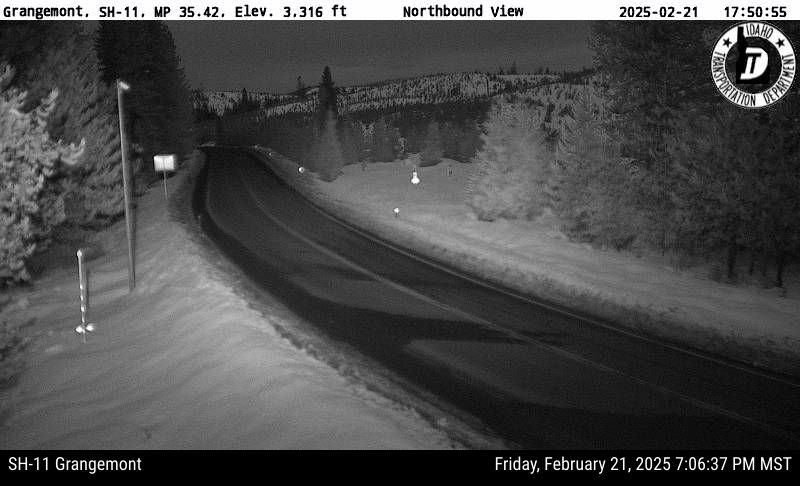 Grangemont, SH-11, MP 35.42, Elev. 3,316 ft Northbound View 2025-02-21 17:50:55
IDAHO
TRANSPORTATION DEPARTMENT
SH-11 Grangemont Friday, February 21, 2025 7:06:37 PM MST